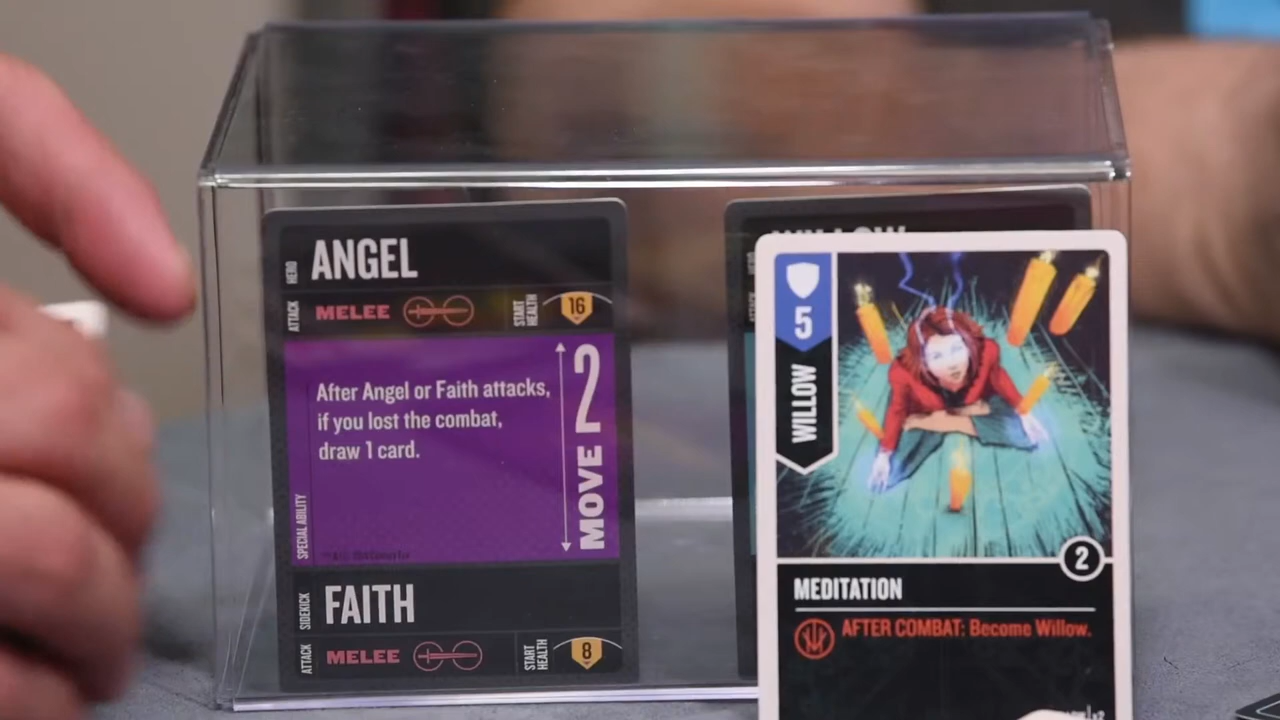 HERO
ANGEL
ATTACK
MELEE
START
HEALTH
16
After Angel or Faith attacks,
if you lost the combat,
draw 1 card.
SPECIAL ABILITY
MOVE 2
SIDEKICK
FAITH
ATTACK
MELEE
START
HEALTH
8
WILLOW
5
WILLOW
2
MEDITATION
AFTER COMBAT: Become Willow.
x2